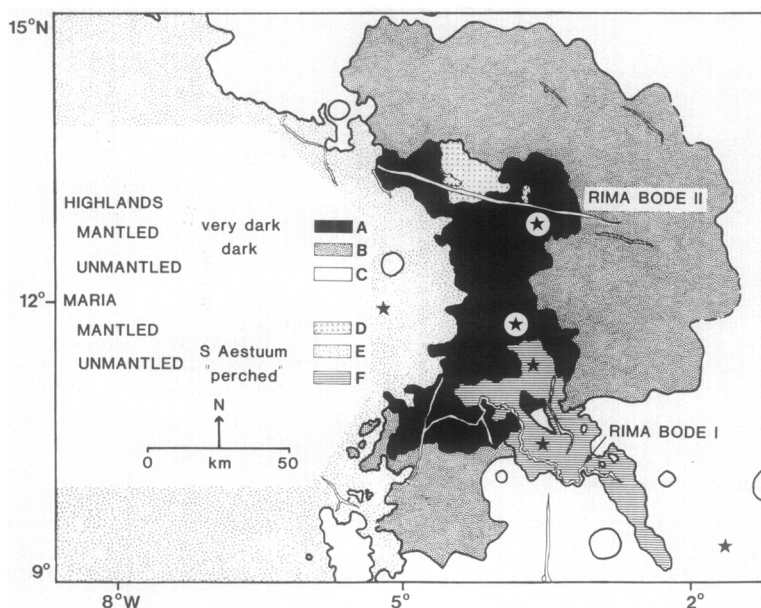 15°N
RIMA BODE II
HIGHLANDS
MANTLED very dark A
dark B
UNMANTLED C
12°
MARIA
MANTLED D
UNMANTLED S Aestuum E
"perched" F
N
RIMA BODE I
0 50
km
9°
8°W 5° 2°